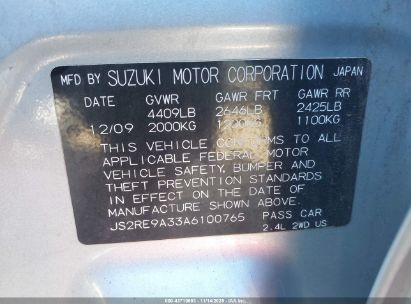 MFD BY SUZUKI MOTOR CORPORATION JAPAN
DATE GVWR GAWR FRT GAWR RR
4409LB 2646LB 2425LB
12/09 2000KG 1200KG 1100KG
THIS VEHICLE CONFORMS TO ALL
APPLICABLE FEDERAL MOTOR
VEHICLE SAFETY, BUMPER AND
THEFT PREVENTION STANDARDS
IN EFFECT ON THE DATE OF
MANUFACTURE SHOWN ABOVE.
JS2RE9A33A6100765 PASS CAR
2.4L 2WD US